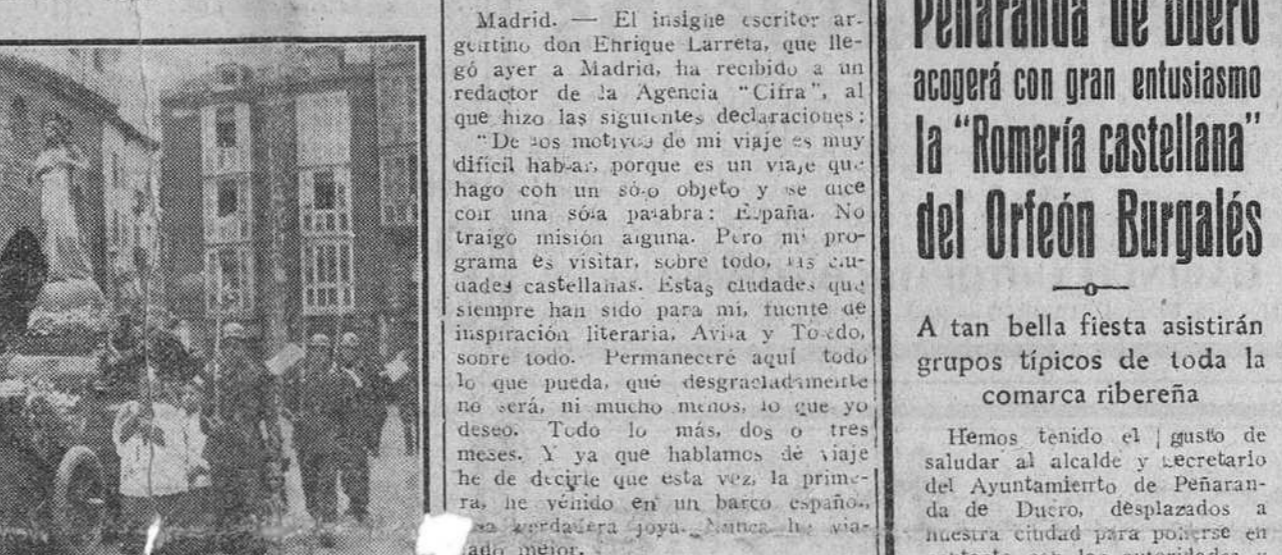 Madrid. — El insigne escritor ar-
gentino don Enrique Larreta, que lle-
gó ayer a Madrid, ha recibido a un
redactor de la Agencia "Cifra", al
que hizo las siguientes declaraciones:
"De los motivos de mi viaje es muy
difícil hablar, porque es un viaje que
hago con un sólo objeto y se dice
con una sóla palabra: España. No
traigo misión alguna. Pero mi pro-
grama es visitar, sobre todo, las ciu-
dades castellanas. Estas ciudades que
siempre han sido para mi, fuente de
inspiración literaria, Avila y Toledo,
sobre todo. Permaneceré aquí todo
lo que pueda, que desgraciadamente
no será, ni mucho menos, lo que yo
deseo. Todo lo más, dos o tres
meses. Y ya que hablamos de viaje
he de decirle que esta vez, la prime-
ra, he venido en un barco español,
verdadera joya. Nunca he via-
jado mejor.
Peñaranda de Duero
acogerá con gran entusiasmo
la "Romería castellana"
del Orfeón Burgalés
A tan bella fiesta asistirán
grupos típicos de toda la
comarca ribereña
Hemos tenido el gusto de
saludar al alcalde y secretario
del Ayuntamiento de Peñaran-
da de Duero, desplazados a
nuestra ciudad para ponerse en